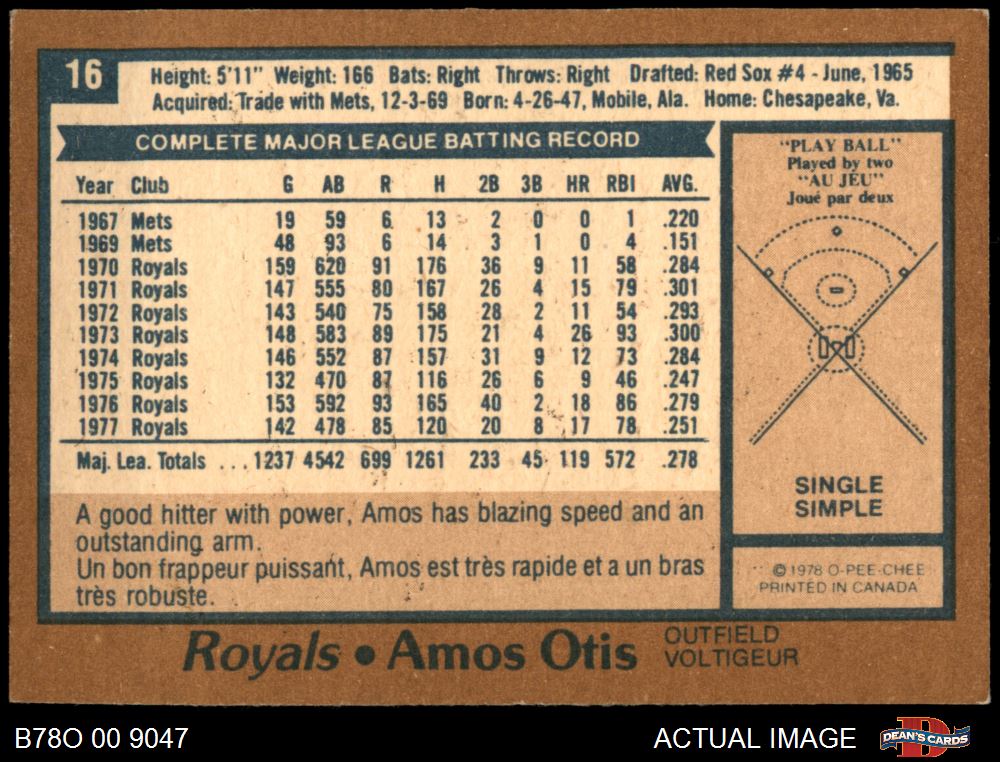 16
Height: 5'11" Weight: 166 Bats: Right Throws: Right Drafted: Red Sox #4 - June, 1965
Acquired: Trade with Mets, 12-3-69 Born: 4-26-47, Mobile, Ala. Home: Chesapeake, Va.
COMPLETE MAJOR LEAGUE BATTING RECORD
Year Club G AB R H 2B 3B HR RBI AVG.
1967 Mets 19 59 6 13 2 0 0 1 .220
1969 Mets 48 93 6 14 3 1 0 4 .151
1970 Royals 159 620 91 176 36 9 11 58 .284
1971 Royals 147 555 80 167 26 4 15 79 .301
1972 Royals 143 540 75 158 28 2 11 54 .293
1973 Royals 148 583 89 175 21 4 26 93 .300
1974 Royals 146 552 87 157 31 9 12 73 .284
1975 Royals 132 470 87 116 26 6 9 46 .247
1976 Royals 153 592 93 165 40 2 18 86 .279
1977 Royals 142 478 85 120 20 8 17 78 .251
Maj. Lea. Totals ...1237 4542 699 1261 233 45 119 572 .278
A good hitter with power, Amos has blazing speed and an
outstanding arm.
Un bon frappeur puissant, Amos est très rapide et a un bras
très robuste.
"PLAY BALL"
Played by two
"AU JEU"
Joué par deux
SINGLE
SIMPLE
© 1978 O-PEE-CHEE
PRINTED IN CANADA
Royals • Amos Otis
OUTFIELD
VOLTIGEUR
B78O 00 9047
ACTUAL IMAGE
D
DEAN'S CARDS